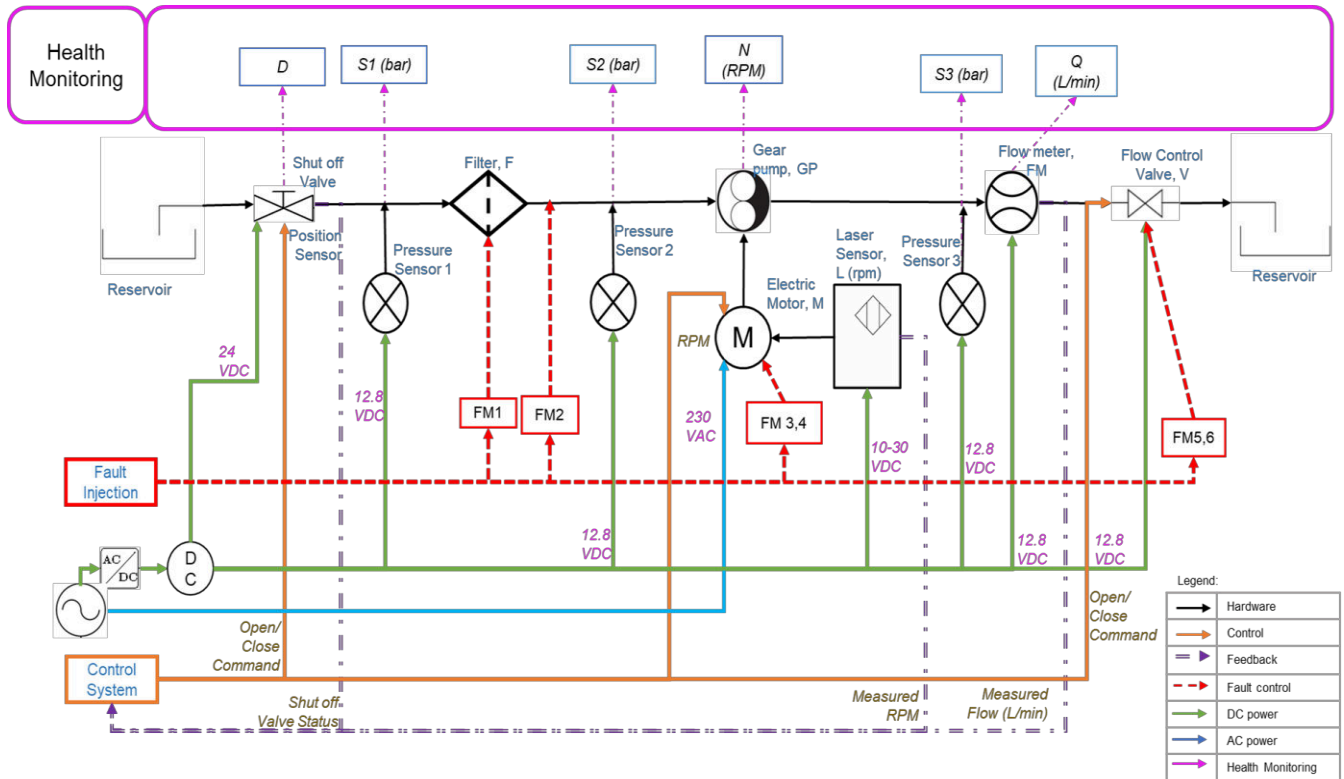 Health
Monitoring
D
S1 (bar)
S2 (bar)
N
(RPM)
S3 (bar)
Q
(L/min)
Shut off
Valve
Filter, F
Gear
pump, GP
Flow meter,
FM
Flow Control
Valve, V
Position
Sensor
Pressure
Sensor 1
Pressure
Sensor 2
Laser
Sensor,
L (rpm)
Pressure
Sensor 3
Reservoir
Electric
Motor, M
Reservoir
RPM
M
24
VDC
12.8
VDC
FM1
FM2
230
VAC
FM 3,4
10-30
VDC
12.8
VDC
FM5,6
Fault
Injection
12.8
VDC
12.8
VDC
12.8
VDC
AC
DC
D
C
Open/
Close
Command
Open/
Close
Command
Control
System
Shut off
Valve Status
Measured
RPM
Measured
Flow (L/min)
Legend:
Hardware
Control
Feedback
Fault control
DC power
AC power
Health Monitoring